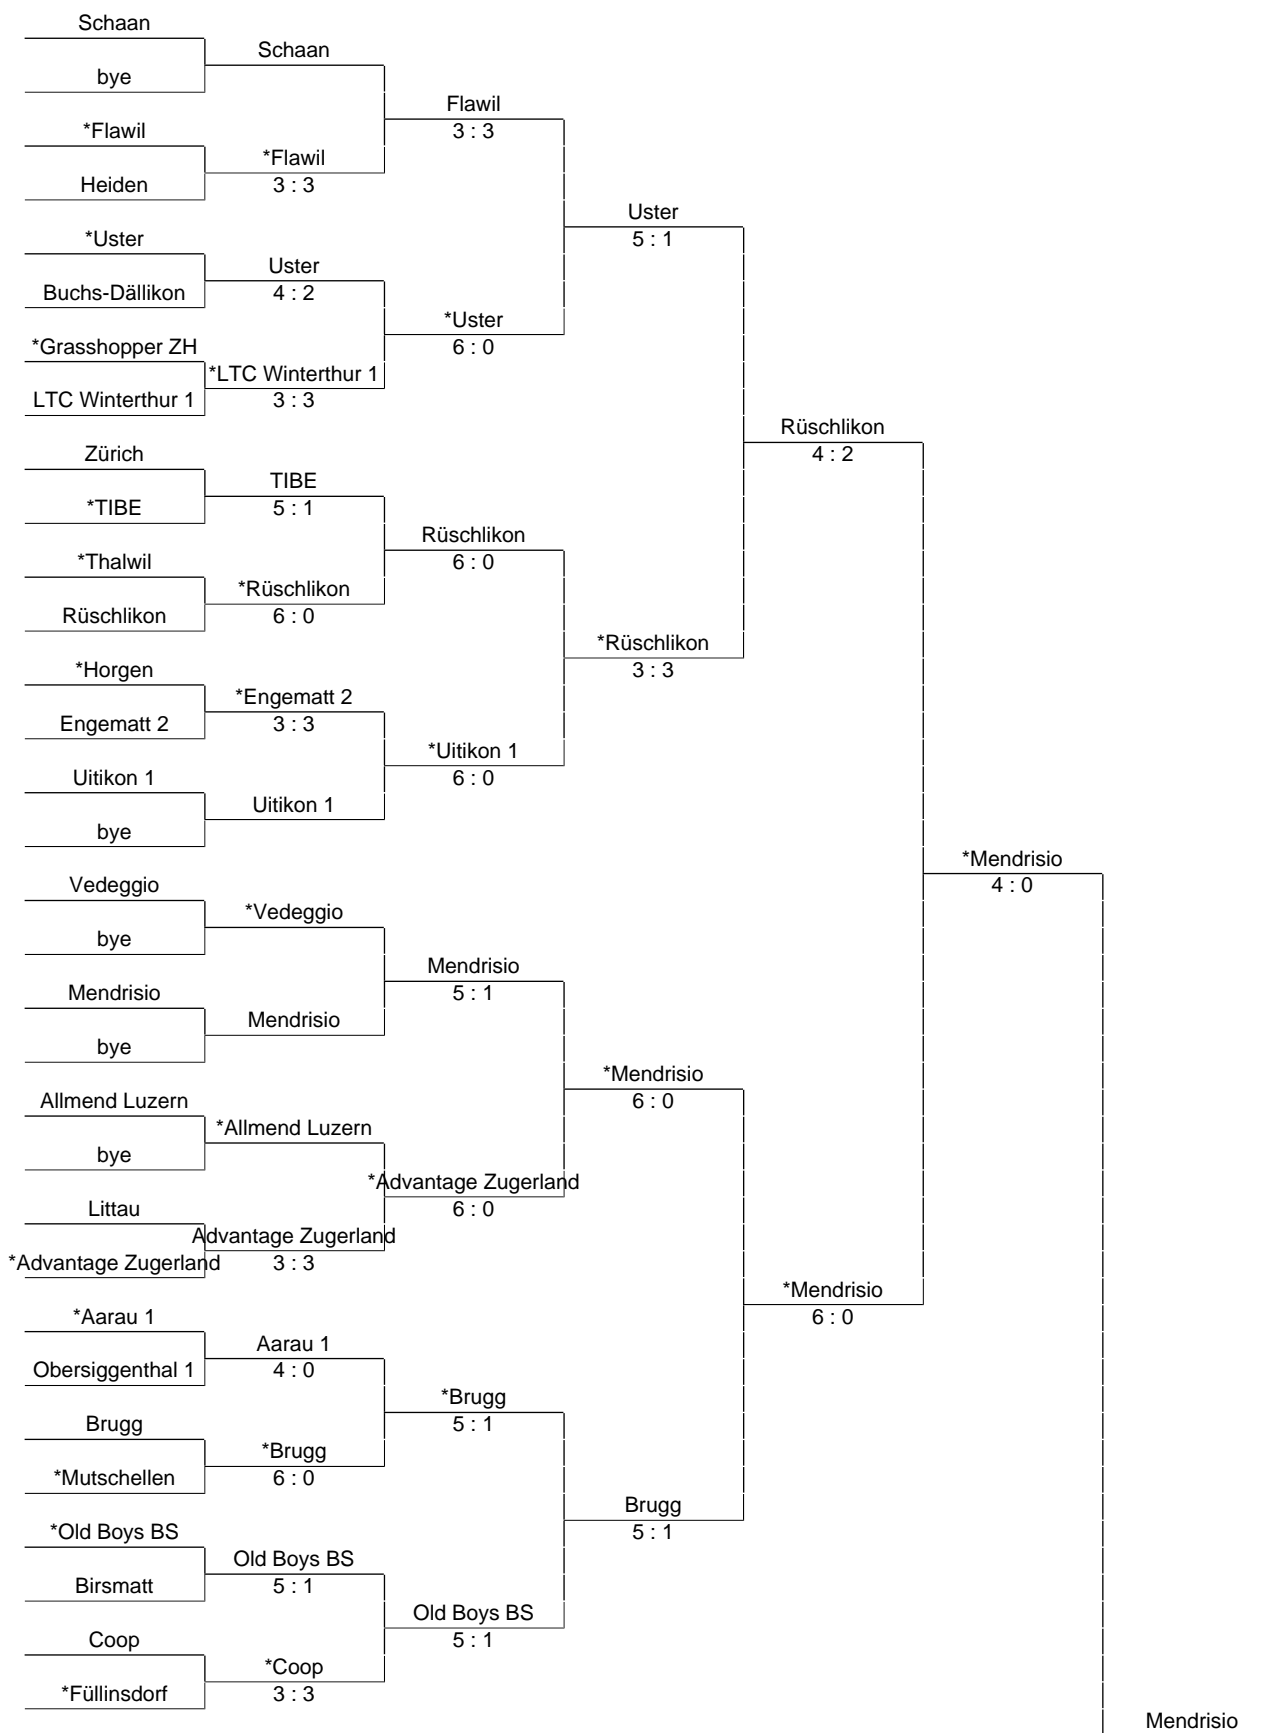 Schaan
Schaan
bye
Flawil
*Flawil
3 : 3
*Flawil
Heiden
3 : 3
Uster
*Uster
5 : 1
Uster
Buchs-Dällikon
4 : 2
*Uster
*Grasshopper ZH
6 : 0
*LTC Winterthur 1
LTC Winterthur 1
3 : 3
Rüschlikon
Zürich
4 : 2
TIBE
*TIBE
5 : 1
Rüschlikon
*Thalwil
6 : 0
*Rüschlikon
Rüschlikon
6 : 0
*Rüschlikon
*Horgen
3 : 3
*Engematt 2
Engematt 2
3 : 3
*Uitikon 1
Uitikon 1
6 : 0
Uitikon 1
bye
*Mendrisio
Vedeggio
4 : 0
*Vedeggio
bye
Mendrisio
Mendrisio
5 : 1
Mendrisio
bye
*Mendrisio
Allmend Luzern
6 : 0
*Allmend Luzern
bye
*Advantage Zugerland
Littau
6 : 0
Advantage Zugerland
*Advantage Zugerland
3 : 3
*Mendrisio
*Aarau 1
6 : 0
Aarau 1
Obersiggenthal 1
4 : 0
*Brugg
Brugg
5 : 1
*Brugg
*Mutschellen
6 : 0
Brugg
*Old Boys BS
5 : 1
Old Boys BS
Birsmatt
5 : 1
Old Boys BS
Coop
5 : 1
*Coop
*Füllinsdorf
3 : 3
Mendrisio